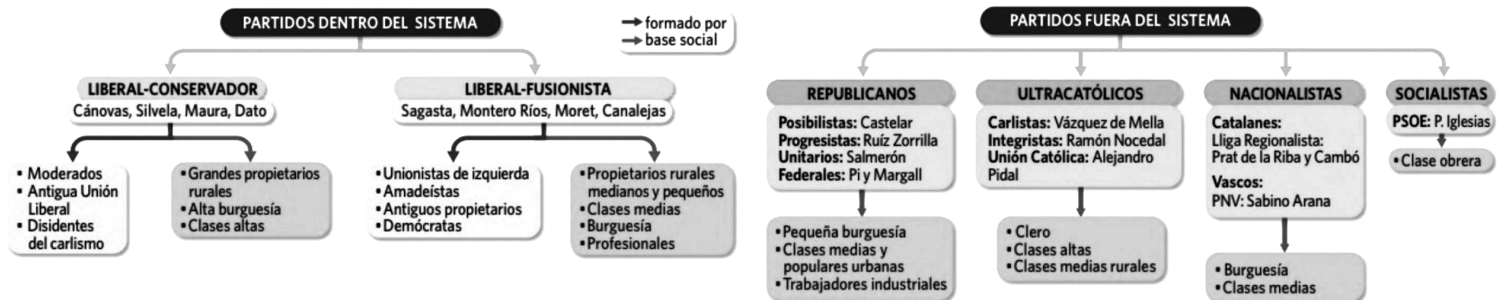 PARTIDOS DENTRO DEL SISTEMA
formado por
base social
LIBERAL-CONSERVADOR
Cánovas, Silvela, Maura, Dato
▪ Moderados
▪ Antigua Unión
Liberal
▪ Disidentes
del carlismo
▪ Grandes propietarios
rurales
▪ Alta burguesía
▪ Clases altas
LIBERAL-FUSIONISTA
Sagasta, Montero Ríos, Moret, Canalejas
▪ Unionistas de izquierda
▪ Amadeístas
▪ Antiguos propietarios
▪ Demócratas
▪ Propietarios rurales
medianos y pequeños
▪ Clases medias
▪ Burguesía
▪ Profesionales
PARTIDOS FUERA DEL SISTEMA
REPUBLICANOS
Posibilistas: Castelar
Progresistas: Ruíz Zorrilla
Unitarios: Salmerón
Federales: Pi y Margall
▪ Pequeña burguesía
▪ Clases medias y
populares urbanas
▪ Trabajadores industriales
ULTRACATÓLICOS
Carlistas: Vázquez de Mella
Integristas: Ramón Nocedal
Unión Católica: Alejandro
Pidal
▪ Clero
▪ Clases altas
▪ Clases medias rurales
NACIONALISTAS
Catalanes:
Lliga Regionalista:
Prat de la Riba y Cambó
Vascos:
PNV: Sabino Arana
▪ Burguesía
▪ Clases medias
SOCIALISTAS
PSOE: P. Iglesias
▪ Clase obrera